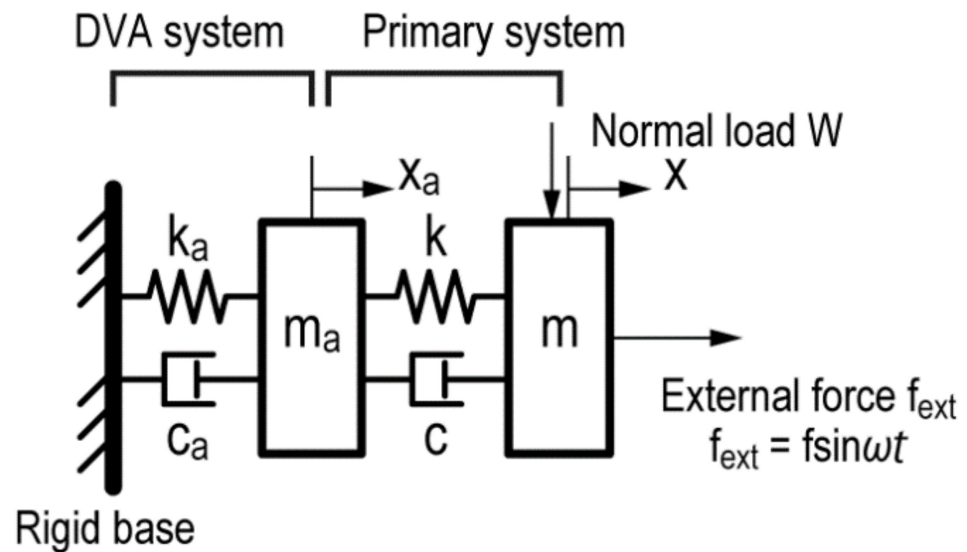 DVA system
Primary system
Normal load W
xₐ
x
kₐ
k
mₐ
m
cₐ
c
External force fₑₓₜ
fₑₓₜ = fsinωt
Rigid base